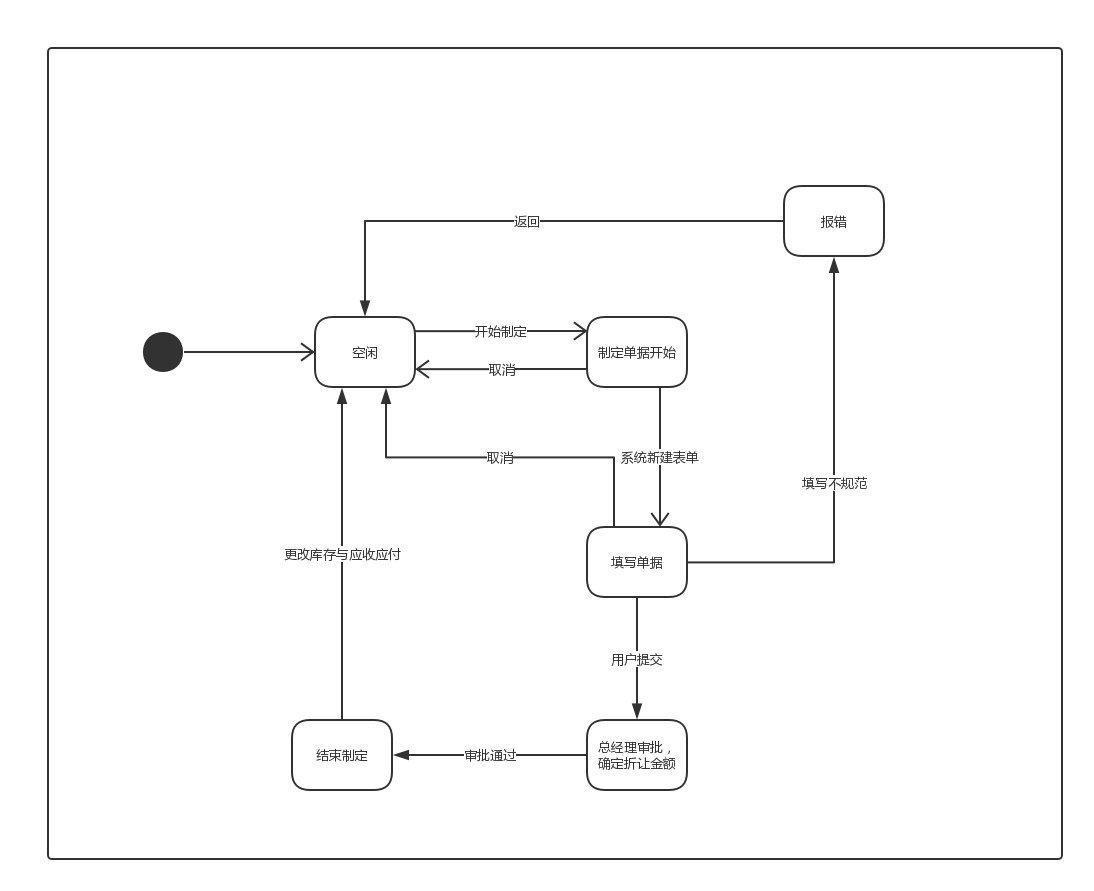 报错
返回
开始制定
空闲
制定单据开始
取消
取消
系统新建表单
填写不规范
更改库存与应收应付
填写单据
用户提交
结束制定
审批通过
总经理审批，
确定折让金额